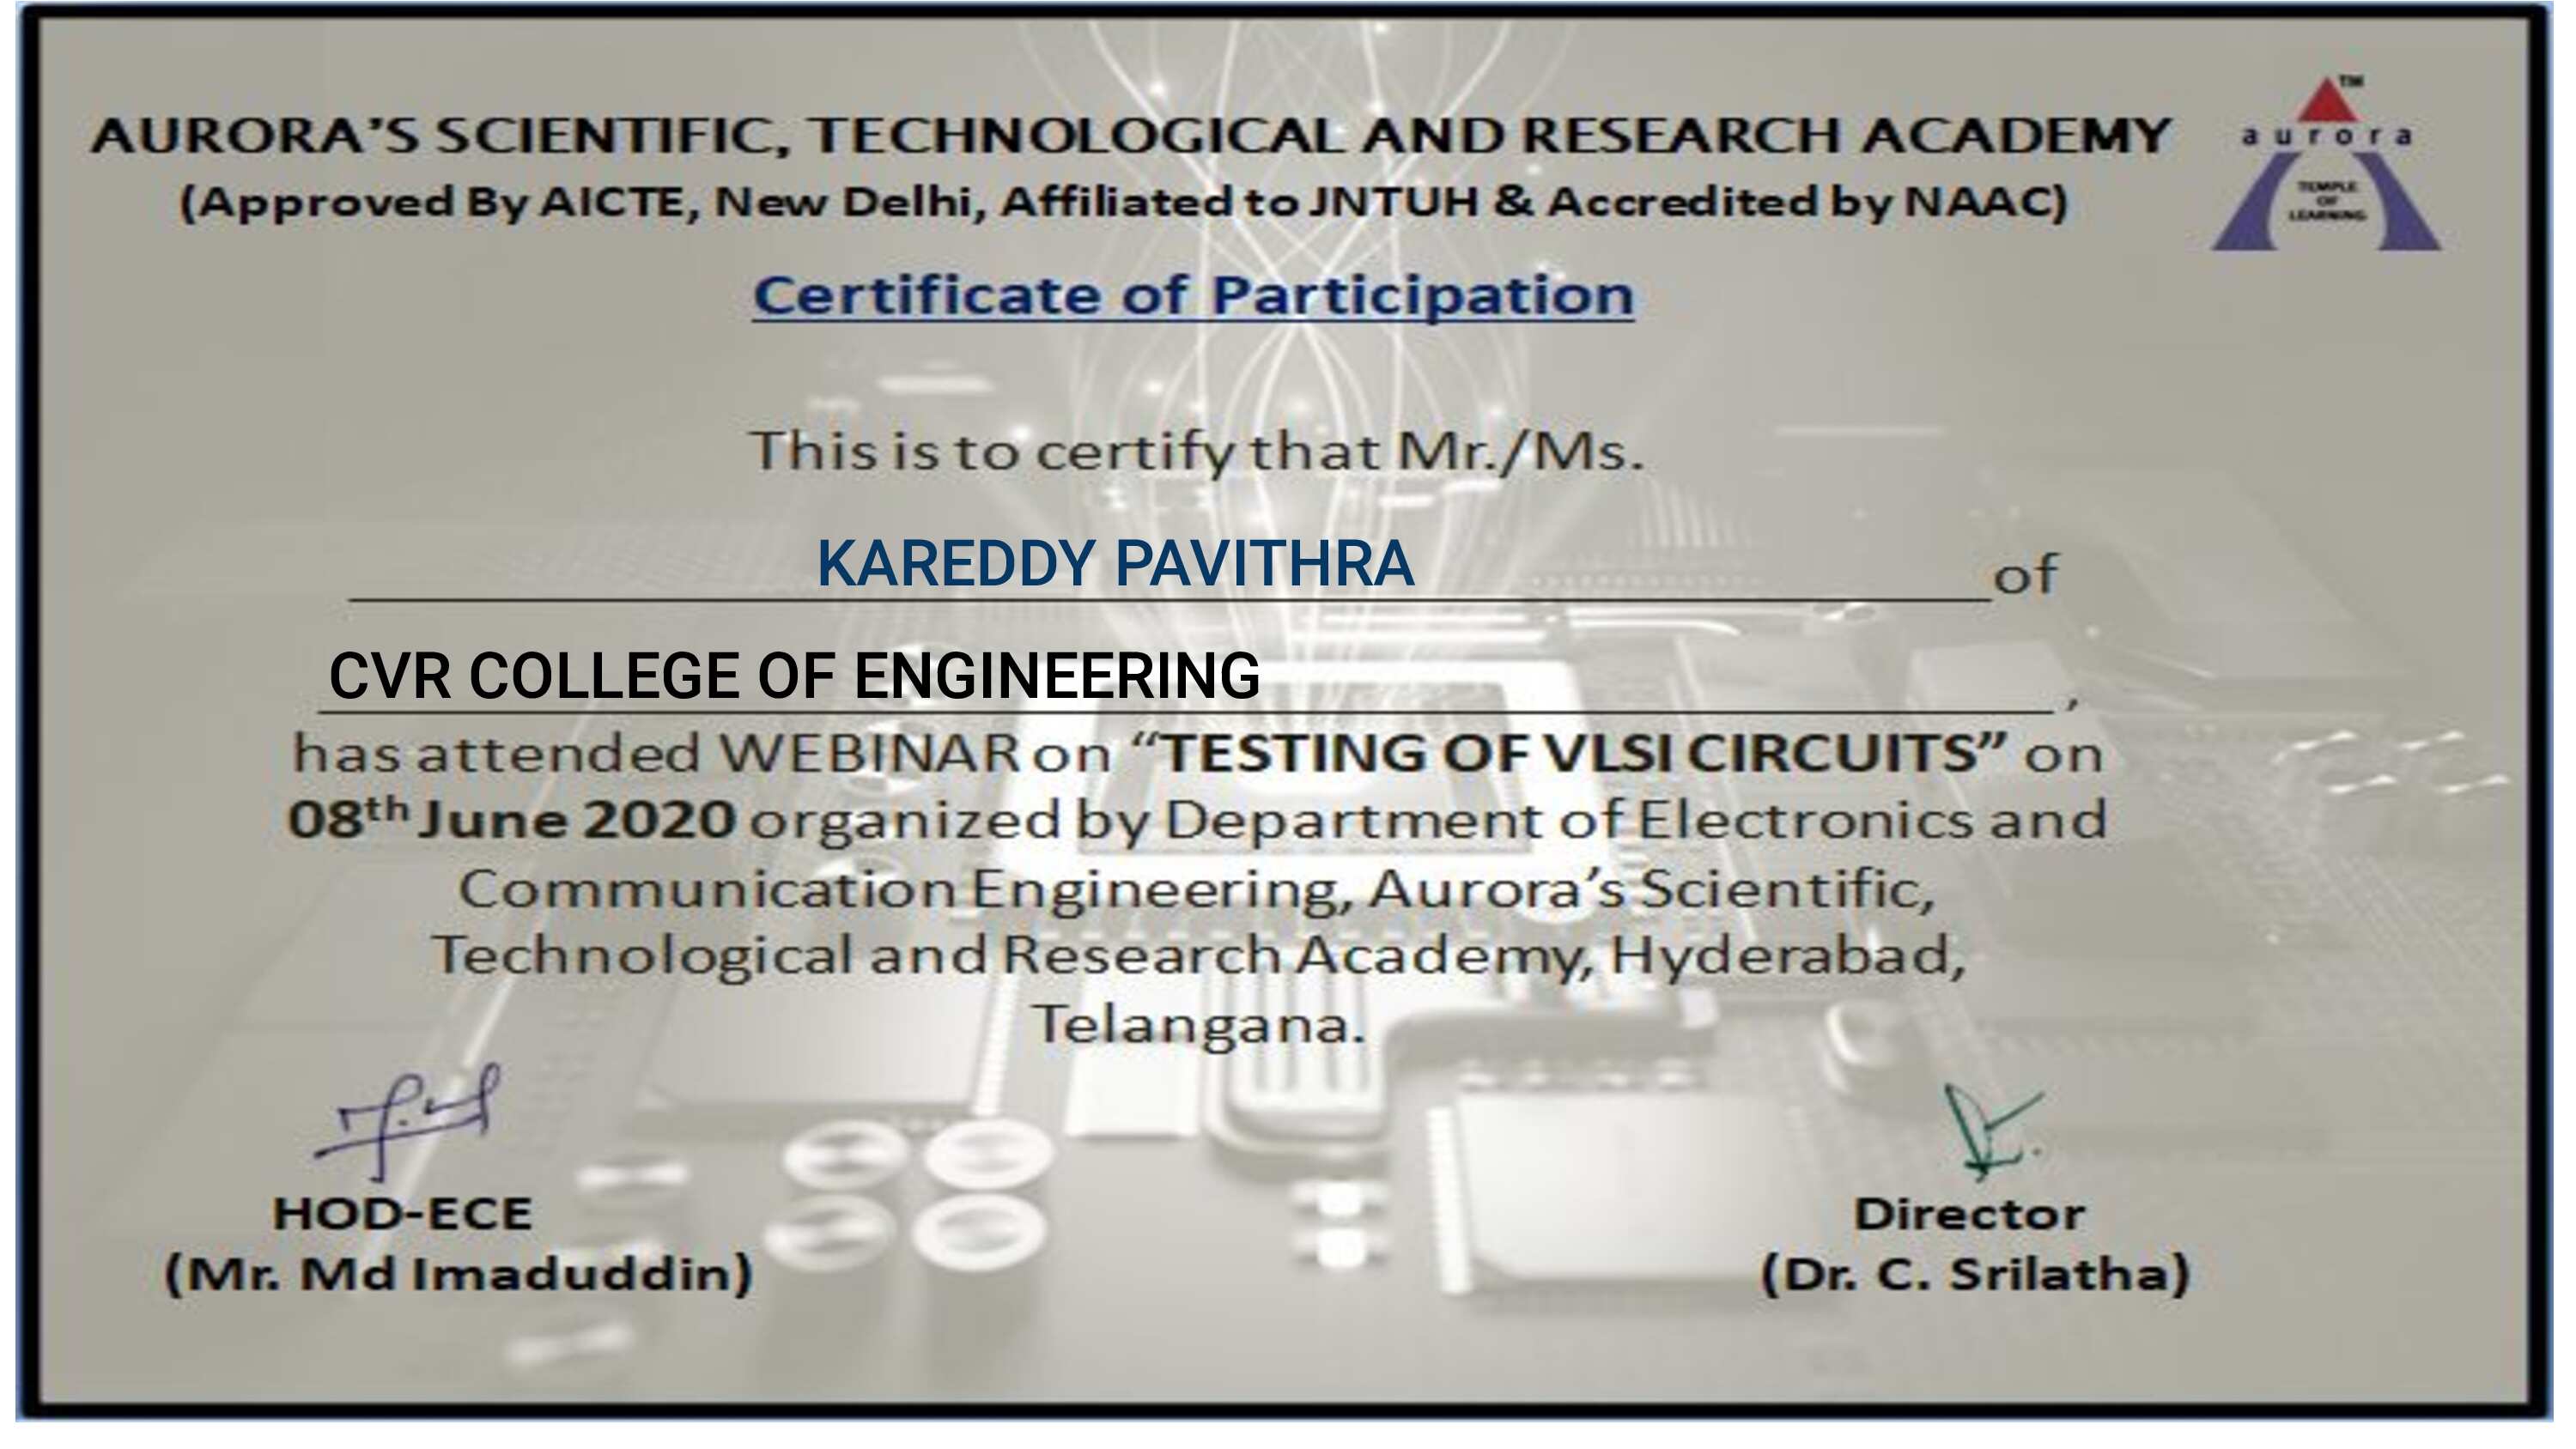 AURORA'S SCIENTIFIC, TECHNOLOGICAL AND RESEARCH ACADEMY
(Approved By AICTE, New Delhi, Affiliated to JNTUH & Accredited by NAAC)
TM
aurora
TEMPLE
OF
LEARNING
Certificate of Participation
This is to certify that Mr./Ms.
KAREDDY PAVITHRA of
CVR COLLEGE OF ENGINEERING ,
has attended WEBINAR on “TESTING OF VLSI CIRCUITS” on
08th June 2020 organized by Department of Electronics and
Communication Engineering, Aurora’s Scientific,
Technological and Research Academy, Hyderabad,
Telangana.
HOD-ECE
(Mr. Md Imaduddin)
Director
(Dr. C. Srilatha)